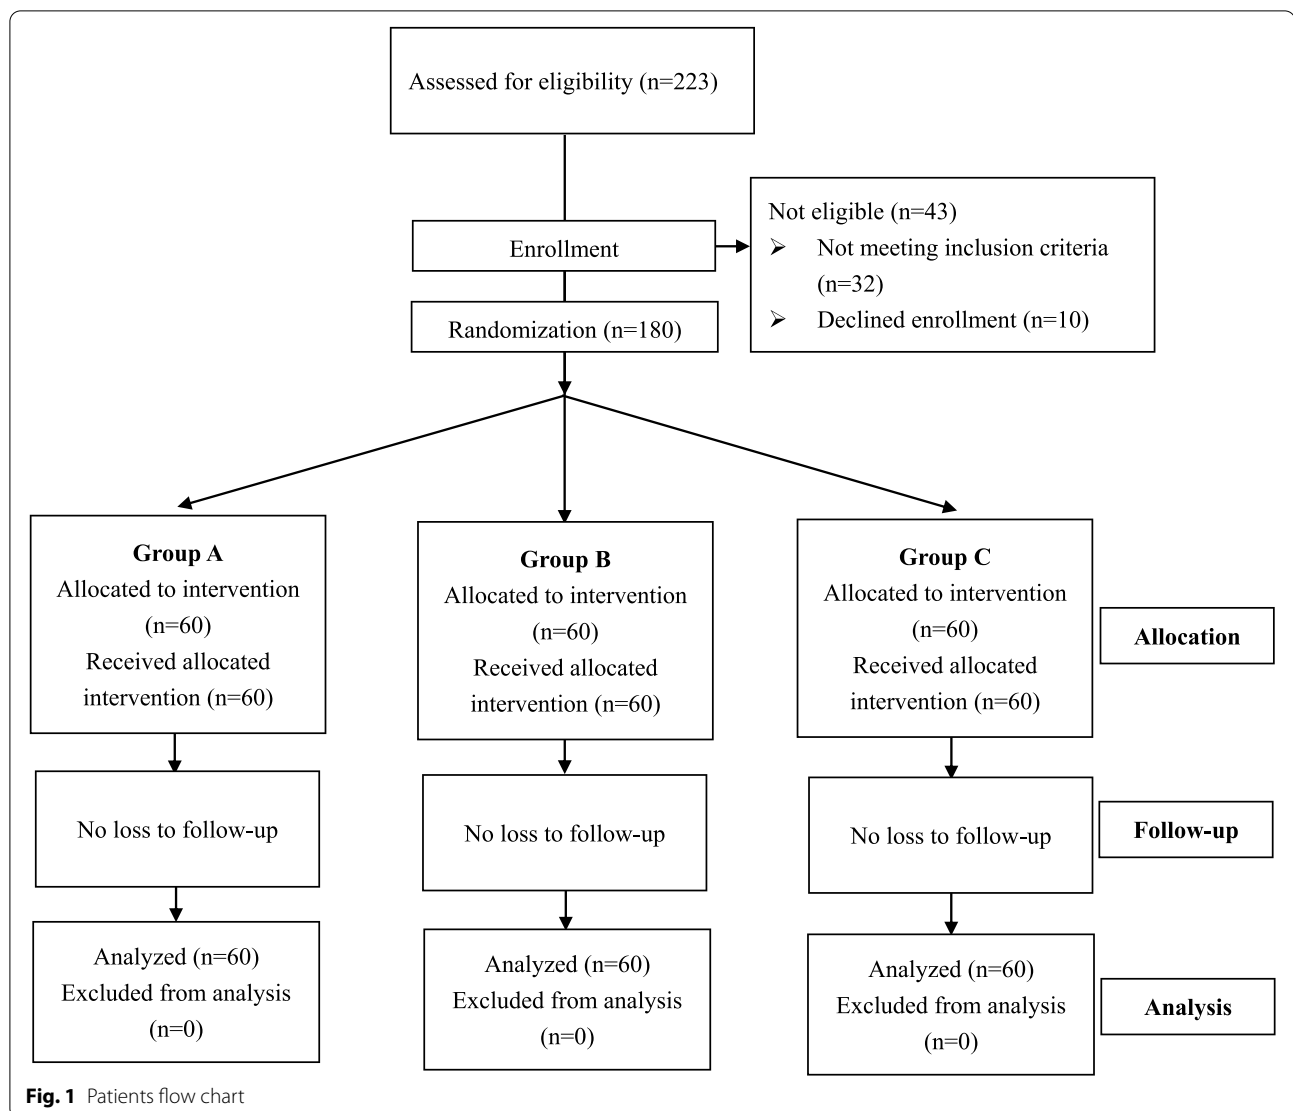 Assessed for eligibility (n=223)
Not eligible (n=43)
➢ Not meeting inclusion criteria
(n=32)
➢ Declined enrollment (n=10)
Enrollment
Randomization (n=180)
Group A
Allocated to intervention
(n=60)
Received allocated
intervention (n=60)
Group B
Allocated to intervention
(n=60)
Received allocated
intervention (n=60)
Group C
Allocated to intervention
(n=60)
Received allocated
intervention (n=60)
Allocation
No loss to follow-up
No loss to follow-up
No loss to follow-up
Follow-up
Analyzed (n=60)
Excluded from analysis
(n=0)
Analyzed (n=60)
Excluded from analysis
(n=0)
Analyzed (n=60)
Excluded from analysis
(n=0)
Analysis
Fig. 1 Patients flow chart